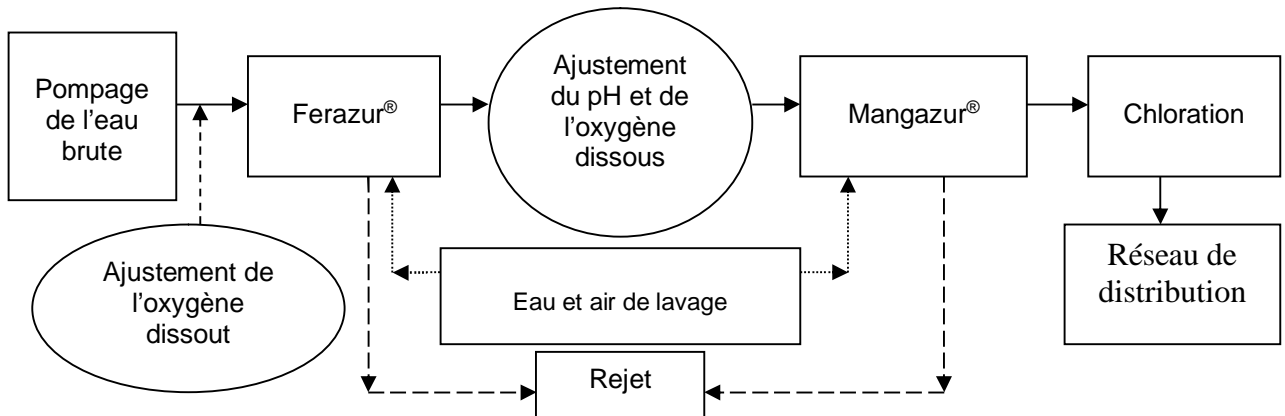 Pompage
de l’eau
brute
Ferazur®
Ajustement
du pH et de
l’oxygène
dissous
Mangazur®
Chloration
Ajustement de
l’oxygène
dissout
Eau et air de lavage
Réseau de
distribution
Rejet